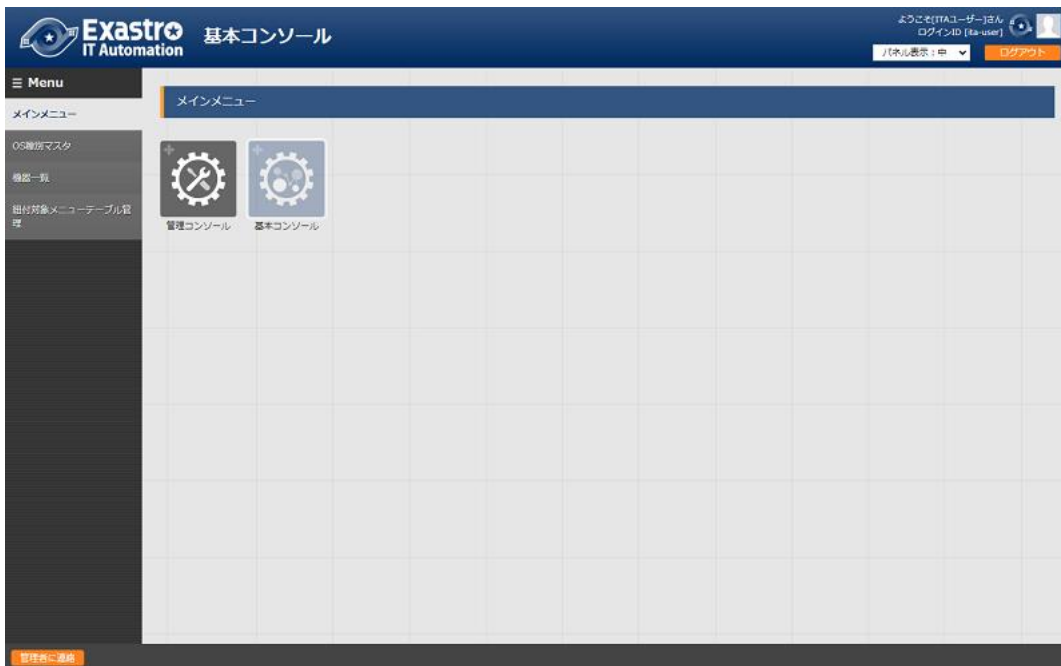 Exastro
IT Automation
基本コンソール
ようこそ[ITAユーザー]さん
ログインID [ita-user]
パネル表示：中
ログアウト
☰ Menu
メインメニュー
OS種別マスタ
機器一覧
紐付対象メニューテーブル管
理
メインメニュー
管理コンソール
基本コンソール
管理者に連絡